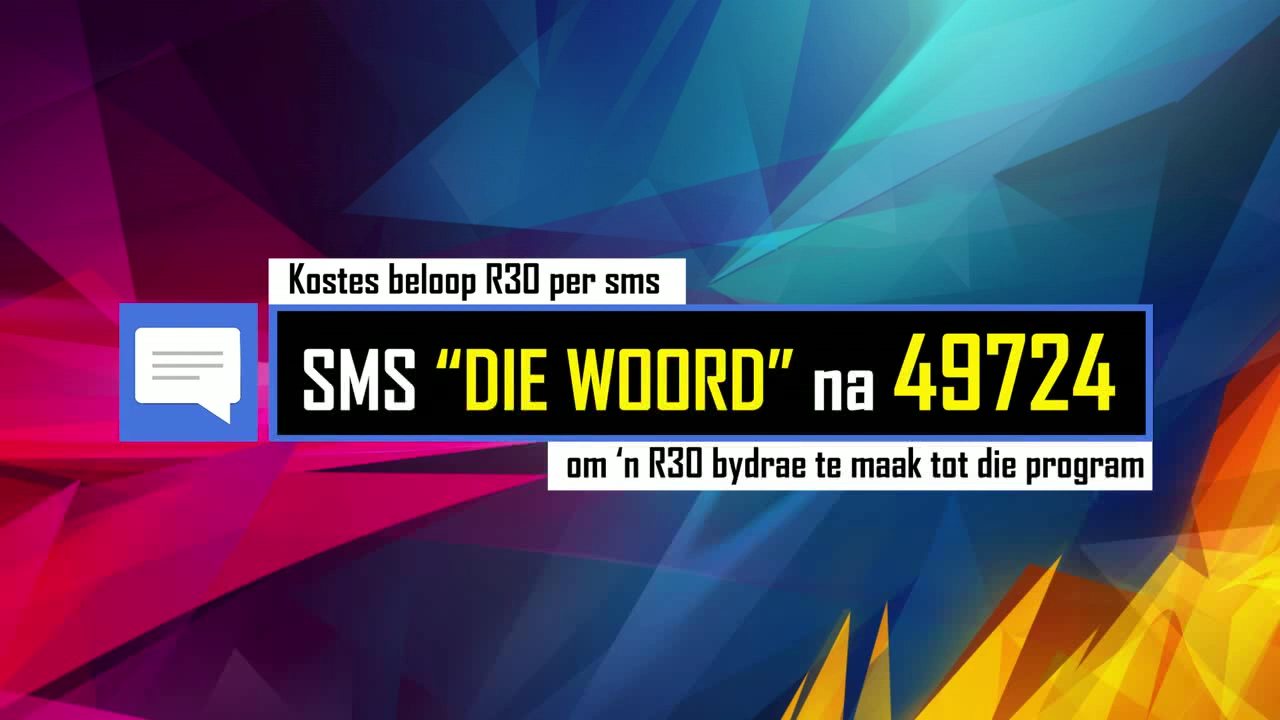 Kostes beloop R30 per sms
SMS “DIE WOORD” na 49724
om ‘n R30 bydrae te maak tot die program